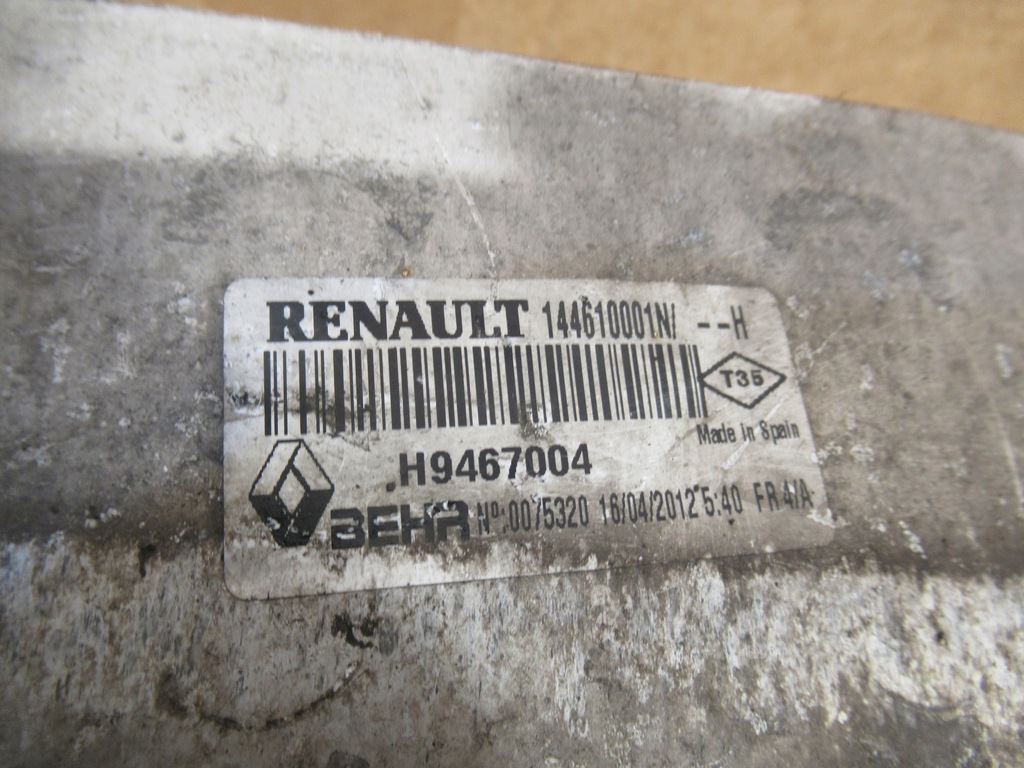 RENAULT 144610001N/ --H
T35
Made in Spain
.H9467004
BEHR Nº:0075320 16/04/2012 5:40 FR 4/A